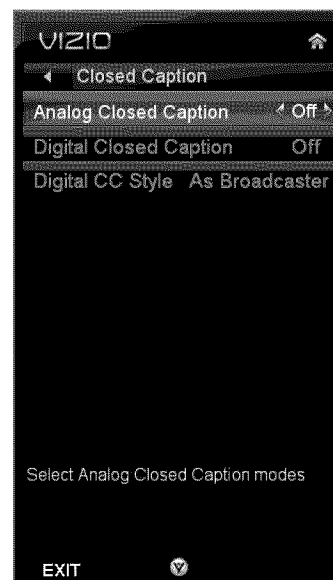 VIZIO
Closed Caption
Analog Closed Caption Off
Digital Closed Caption Off
Digital CC Style As Broadcaster
Select Analog Closed Caption modes
EXIT